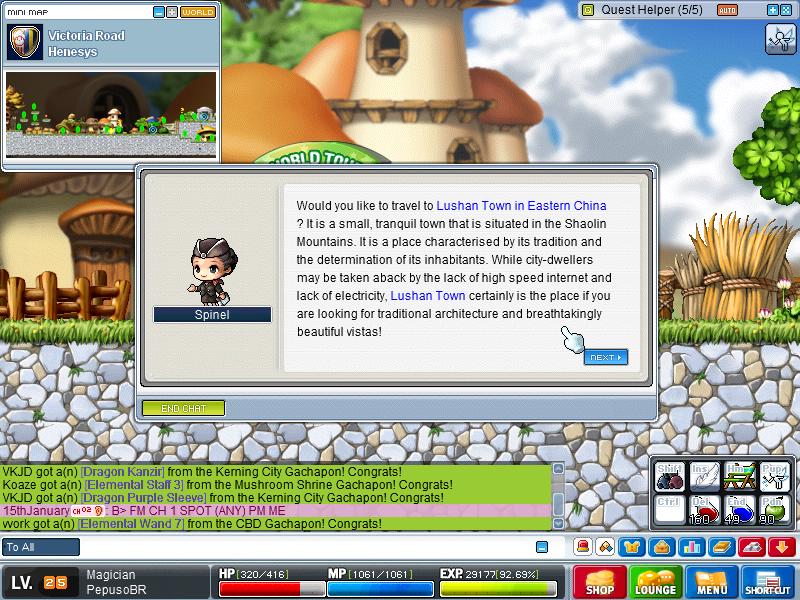 MINI MAP
WORLD
Victoria Road
Henesys
Quest Helper (5/5)
AUTO
WORLD TOUR
Would you like to travel to Lushan Town in Eastern China
? It is a small, tranquil town that is situated in the Shaolin
Mountains. It is a place characterised by its tradition and
the determination of its inhabitants. While city-dwellers
may be taken aback by the lack of high speed internet and
lack of electricity, Lushan Town certainly is the place if you
are looking for traditional architecture and breathtakingly
beautiful vistas!
Spinel
NEXT
END CHAT
VKJD got a(n) [Dragon Kanzir] from the Kerning City Gachapon! Congrats!
Koaze got a(n) [Elemental Staff 3] from the Mushroom Shrine Gachapon! Congrats!
VKJD got a(n) [Dragon Purple Sleeve] from the Kerning City Gachapon! Congrats!
15thJanuary CH 02 : B> FM CH 1 SPOT (ANY) PM ME
work got a(n) [Elemental Wand 7] from the CBD Gachapon! Congrats!
Shift Ins Hm Pup
Ctrl Del End Pdn
160 49 90
To All
LV. 25
Magician
PepusoBR
HP [320/416] MP [1061/1061] EXP. 29177[92.69%]
SHOP LOUNGE MENU SHORTCUT